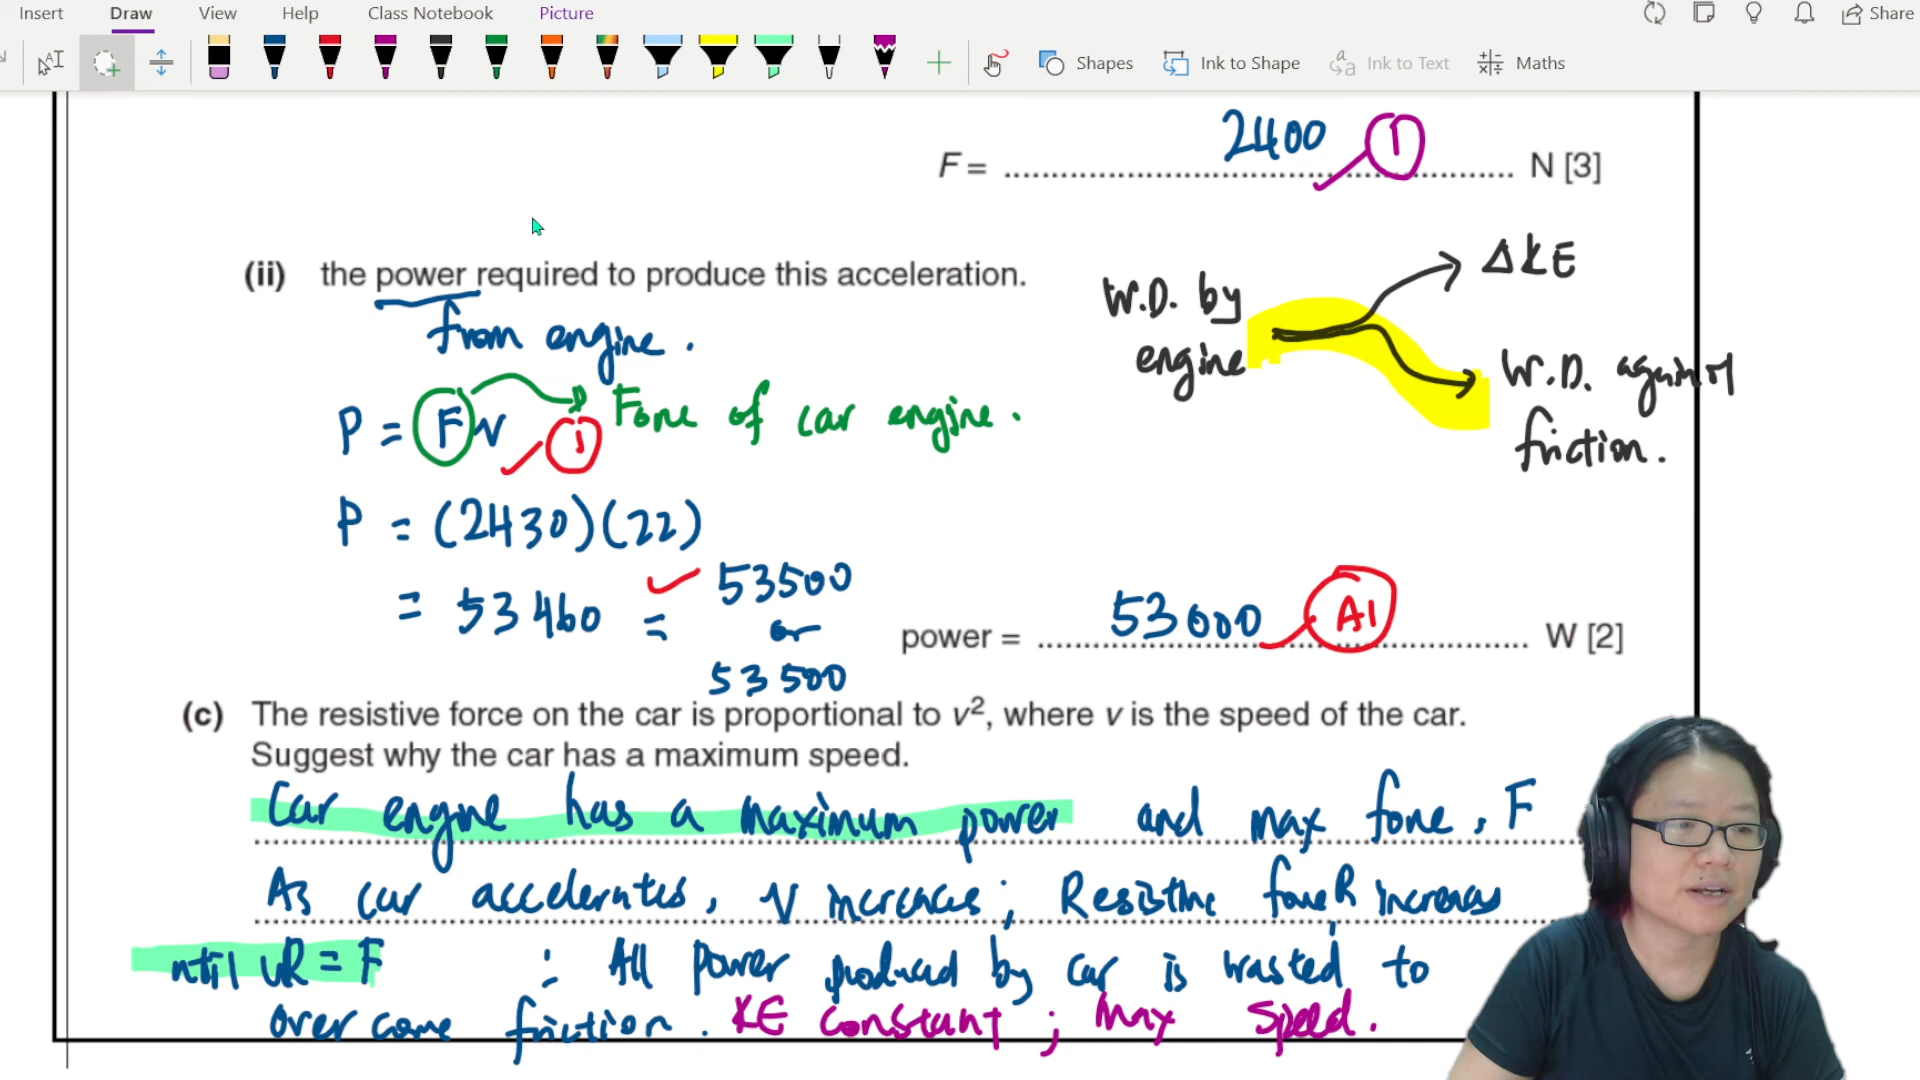 Insert Draw View Help Class Notebook Picture Share
Shapes Ink to Shape Ink to Text Maths
F = 2400 N [3]
1
(ii) the power required to produce this acceleration.
from engine.
W.D. by engine
ΔKE
W.D. against friction.
P = Fv
1
Force of car engine.
P = (2430)(22)
= 53460 = 53500
or
53500
power = 53000 W [2]
A1
(c) The resistive force on the car is proportional to v², where v is the speed of the car.
Suggest why the car has a maximum speed.
Car engine has a maximum power and max force, F
As car accelerates, v increases; Resistive force R increases
until R = F ∴ All power produced by car is wasted to
overcome friction. KE constant; max speed.